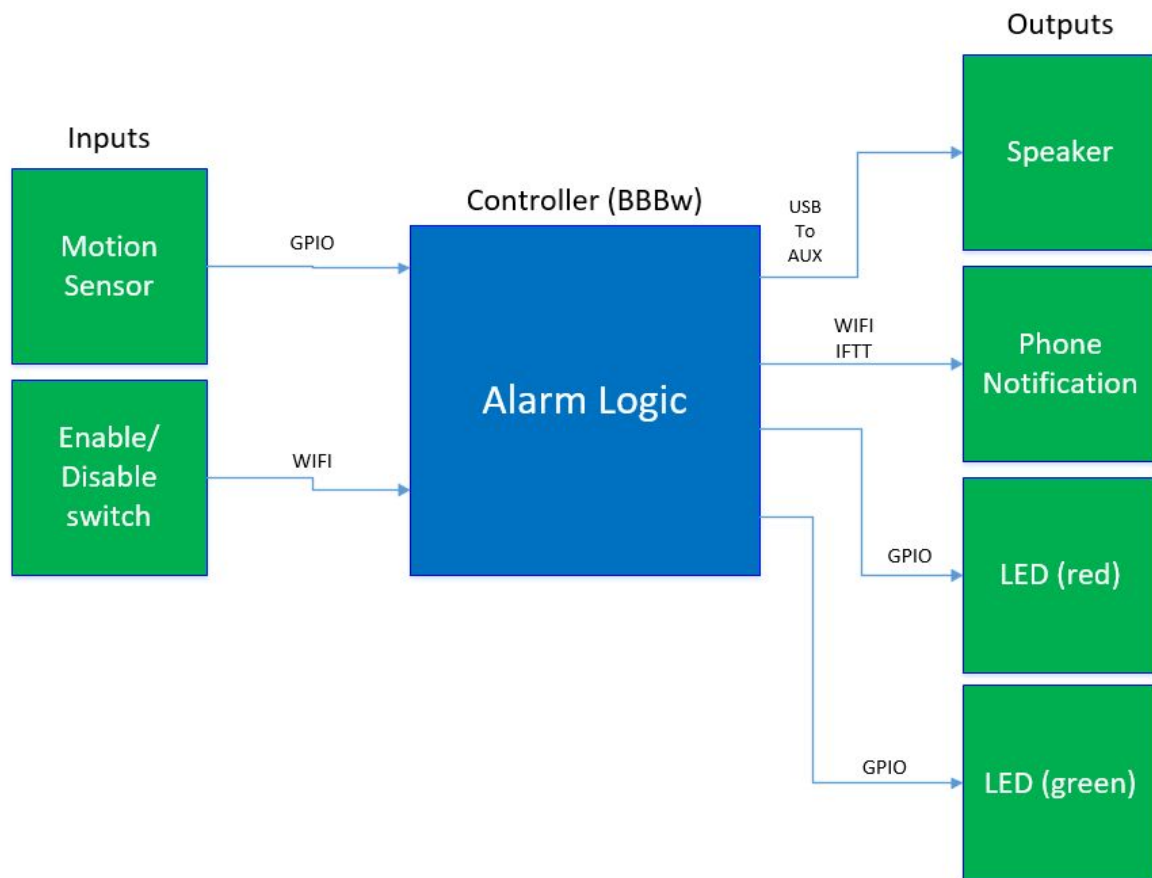 Inputs
Motion
Sensor
Enable/
Disable
switch
GPIO
WIFI
Controller (BBBw)
Alarm Logic
USB
To
AUX
WIFI
IFTT
GPIO
GPIO
Outputs
Speaker
Phone
Notification
LED (red)
LED (green)